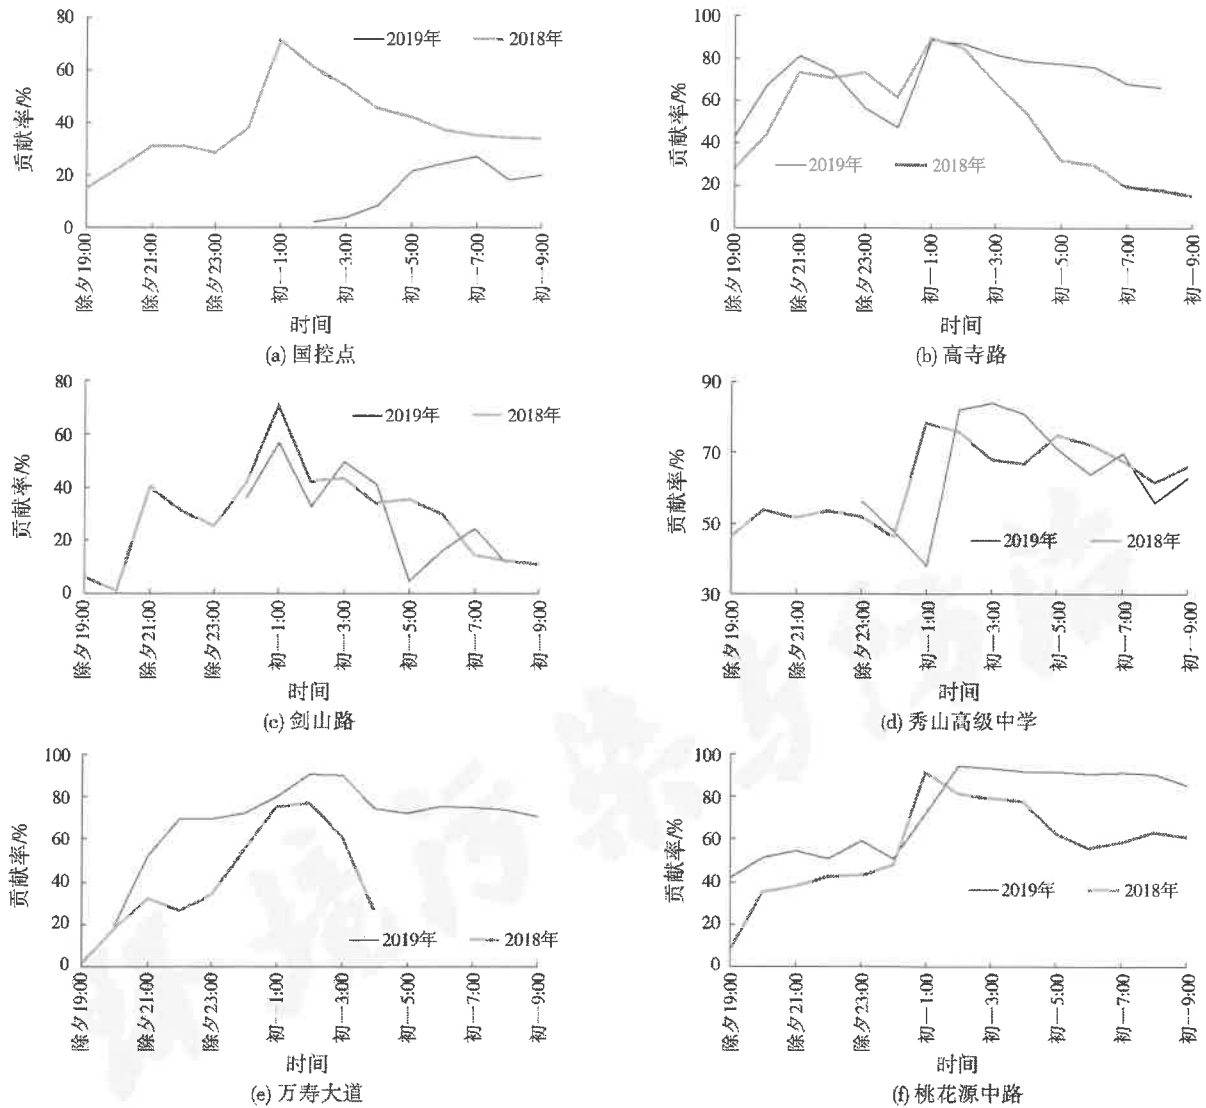 80
60
40
20
0
贡献率/%
2019年
2018年
除夕19:00
除夕21:00
除夕23:00
初一1:00
初一3:00
初一5:00
初一7:00
初一9:00
时间
(a) 国控点
100
80
60
40
20
0
贡献率/%
2019年
2018年
除夕19:00
除夕21:00
除夕23:00
初一1:00
初一3:00
初一5:00
初一7:00
初一9:00
时间
(b) 高寺路
80
60
40
20
0
贡献率/%
2019年
2018年
除夕19:00
除夕21:00
除夕23:00
初一1:00
初一3:00
初一5:00
初一7:00
初一9:00
时间
(c) 剑山路
90
70
50
30
贡献率/%
2019年
2018年
除夕19:00
除夕21:00
除夕23:00
初一1:00
初一3:00
初一5:00
初一7:00
初一9:00
时间
(d) 秀山高级中学
100
80
60
40
20
0
贡献率/%
2019年
2018年
除夕19:00
除夕21:00
除夕23:00
初一1:00
初一3:00
初一5:00
初一7:00
初一9:00
时间
(e) 万寿大道
100
80
60
40
20
0
贡献率/%
2019年
2018年
除夕19:00
除夕21:00
除夕23:00
初一1:00
初一3:00
初一5:00
初一7:00
初一9:00
时间
(f) 桃花源中路